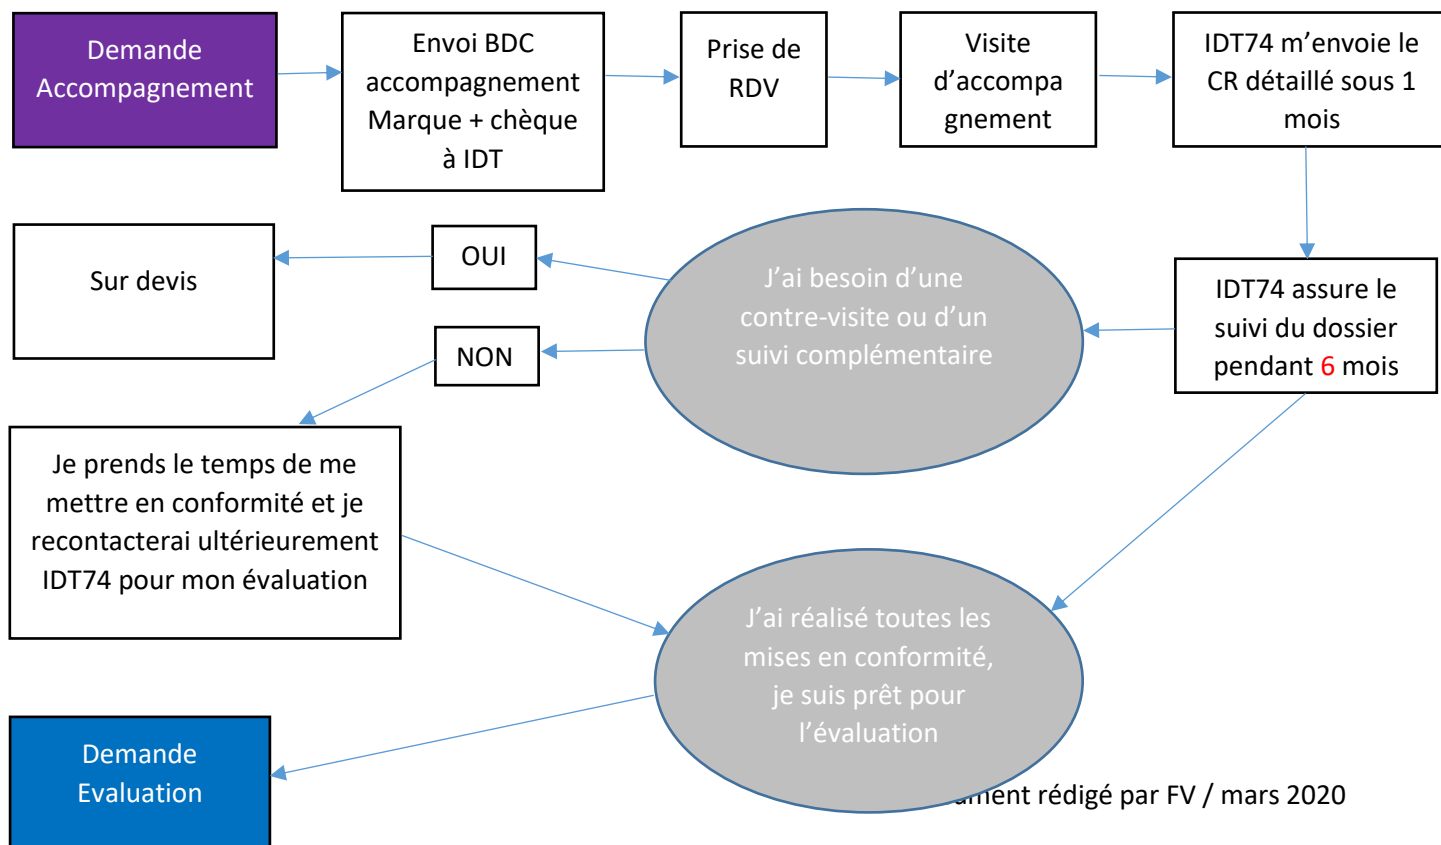 Demande
Accompagnement
Envoi BDC
accompagnement
Marque + chèque
à IDT
Prise de
RDV
Visite
d’accompa
gnement
IDT74 m’envoie le
CR détaillé sous 1
mois
Sur devis
OUI
NON
J’ai besoin d’une
contre-visite ou d’un
suivi complémentaire
IDT74 assure le
suivi du dossier
pendant 6 mois
Je prends le temps de me
mettre en conformité et je
recontacterai ultérieurement
IDT74 pour mon évaluation
J’ai réalisé toutes les
mises en conformité,
je suis prêt pour
l’évaluation
Demande
Evaluation
rédigé par FV / mars 2020